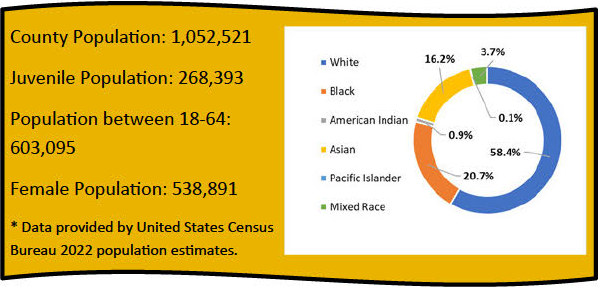 County Population: 1,052,521
Juvenile Population: 268,393
Population between 18-64:
603,095
Female Population: 538,891
* Data provided by United States Census
Bureau 2022 population estimates.
White
Black
American Indian
Asian
Pacific Islander
Mixed Race
3.7%
16.2%
0.1%
0.9%
58.4%
20.7%